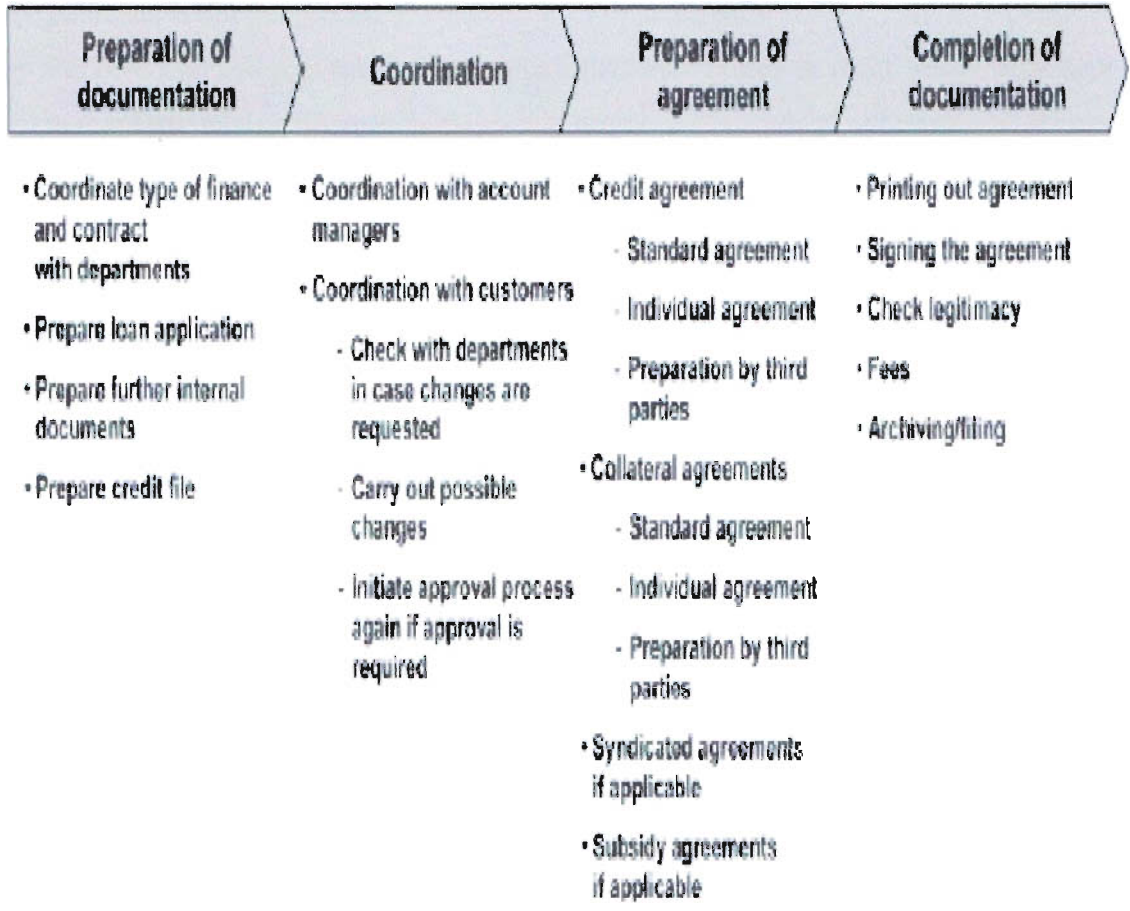 Preparation of
documentation
Coordination
Preparation of
agreement
Completion of
documentation
• Coordinate type of finance
and contract
with departments
• Prepare loan application
• Prepare further internal
documents
• Prepare credit file
• Coordination with account
managers
• Coordination with customers
- Check with departments
in case changes are
requested
- Carry out possible
changes
- Initiate approval process
again if approval is
required
• Credit agreement
- Standard agreement
- Individual agreement
- Preparation by third
parties
• Collateral agreements
- Standard agreement
- Individual agreement
- Preparation by third
parties
• Syndicated agreements
if applicable
• Subsidy agreements
if applicable
• Printing out agreement
• Signing the agreement
• Check legitimacy
• Fees
• Archiving/filing